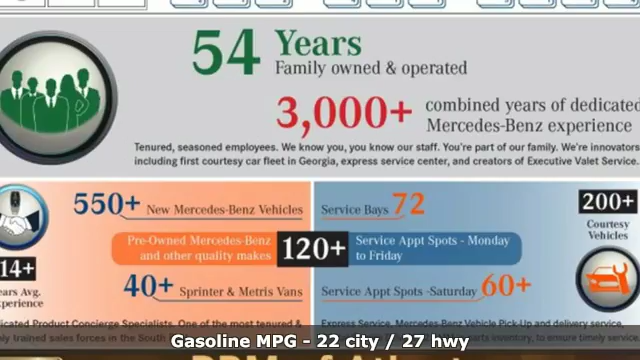 54 Years
Family owned & operated
3,000+ combined years of dedicated
Mercedes-Benz experience
Tenured, seasoned employees. We know you, you know our staff. You're part of our family. We're innovators
including first courtesy car fleet in Georgia, express service center, and creators of Executive Valet Service.
550+ New Mercedes-Benz Vehicles
Service Bays 72
200+
Courtesy
Vehicles
Pre-Owned Mercedes-Benz
and other quality makes
120+
Service Appt Spots - Monday
to Friday
14+
ears Avg.
xperience
40+ Sprinter & Metris Vans
Service Appt Spots -Saturday 60+
dicated Product Concierge Specialists. One of the most tenured &
ly trained sales forces in the South
Express Service, Mercedes-Benz Vehicle Pick-Up and delivery service,
parts inventory, to ensure timely service
Gasoline MPG - 22 city / 27 hwy